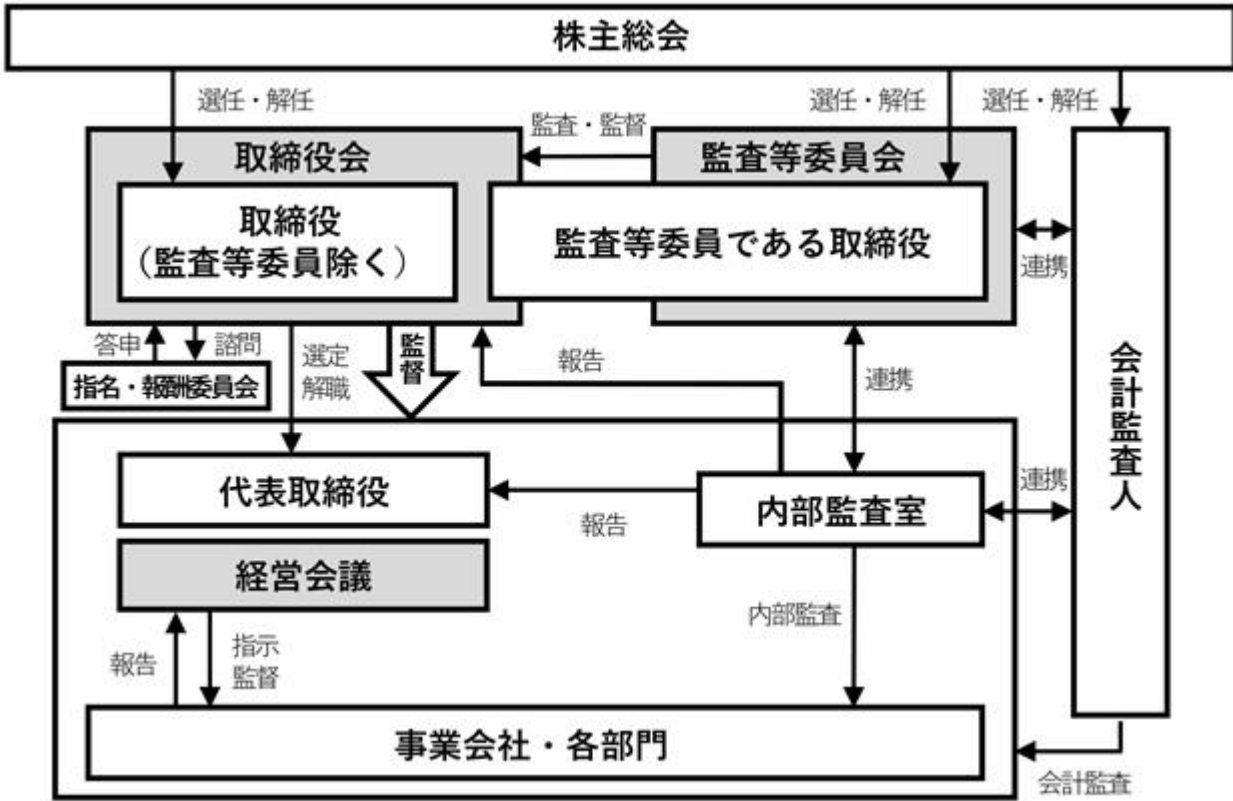 株主総会
選任・解任
選任・解任
選任・解任
監査・監督
取締役会
監査等委員会
取締役
（監査等委員除く）
監査等委員である取締役
連携
答申
諮問
選定
解職
監督
報告
連携
指名・報酬委員会
会計監査人
代表取締役
報告
内部監査室
連携
経営会議
内部監査
報告
指示
監督
事業会社・各部門
会計監査